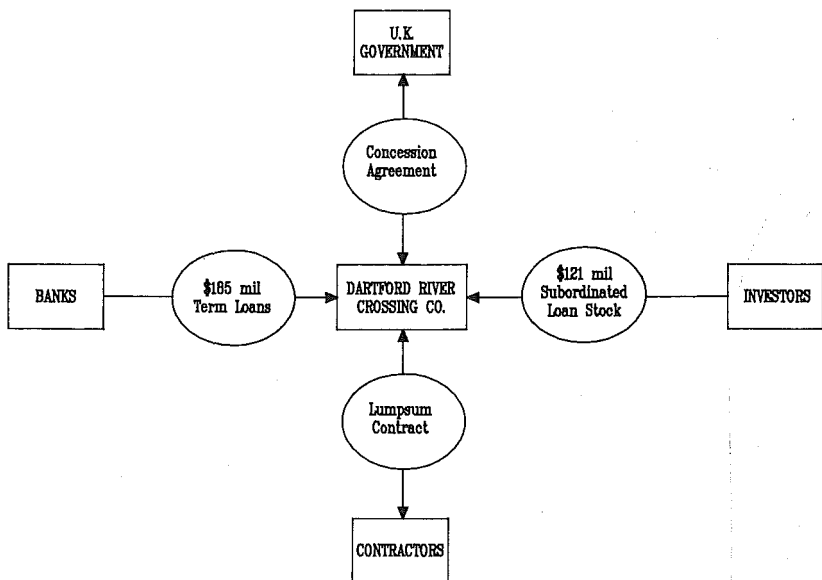 U.K.
GOVERNMENT
Concession
Agreement
BANKS
$185 mil
Term Loans
DARTFORD RIVER
CROSSING CO.
$121 mil
Subordinated
Loan Stock
INVESTORS
Lumpsum
Contract
CONTRACTORS